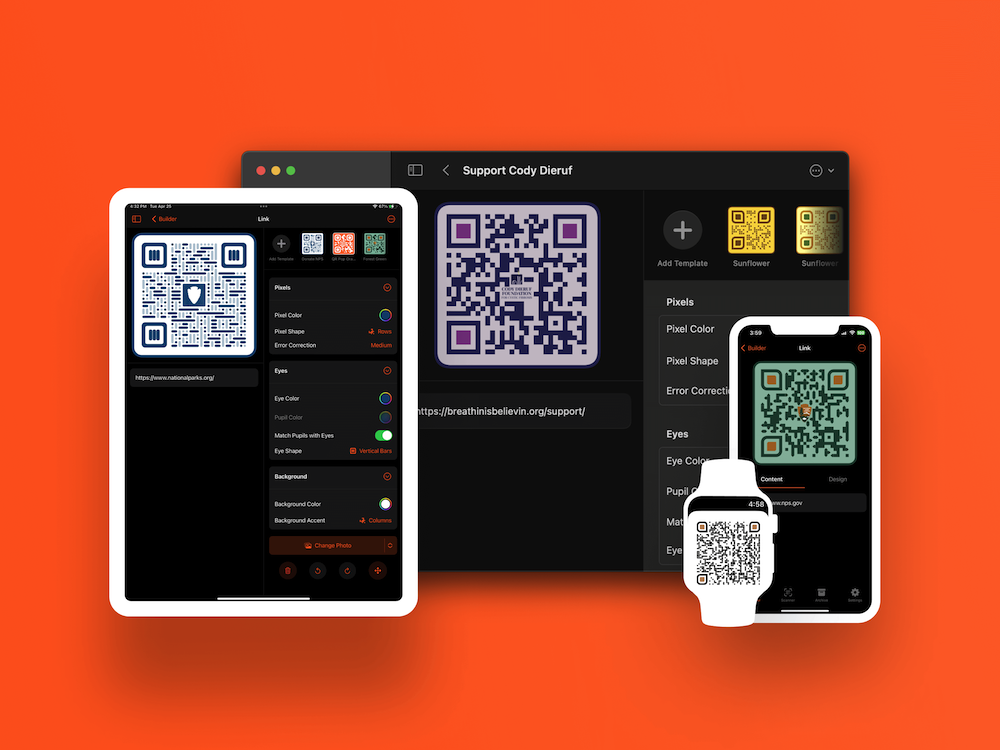 Support Cody Dieruf
Add Template
Sunflower
Sunflower
CODY DIERUF
FOUNDATION
Pixels
Pixel Color
Pixel Shape
Error Correctio
https://breathinisbelievin.org/support/
Eyes
Eye Color
Pupil C
Mat
Eye
4:32 PM Tue Apr 25
67%
Builder
Link
Add Template
Donate NPS
QR Pop Gra...
Forest Green
Pixels
Pixel Color
Pixel Shape
Rows
Error Correction
Medium
https://www.nationalparks.org/
Eyes
Eye Color
Pupil Color
Match Pupils with Eyes
Eye Shape
Vertical Bars
Background
Background Color
Background Accent
Columns
Change Photo
3:59
Builder
Link
Content
Design
ww.nps.gov
Scanner
Archive
Settings
4:58